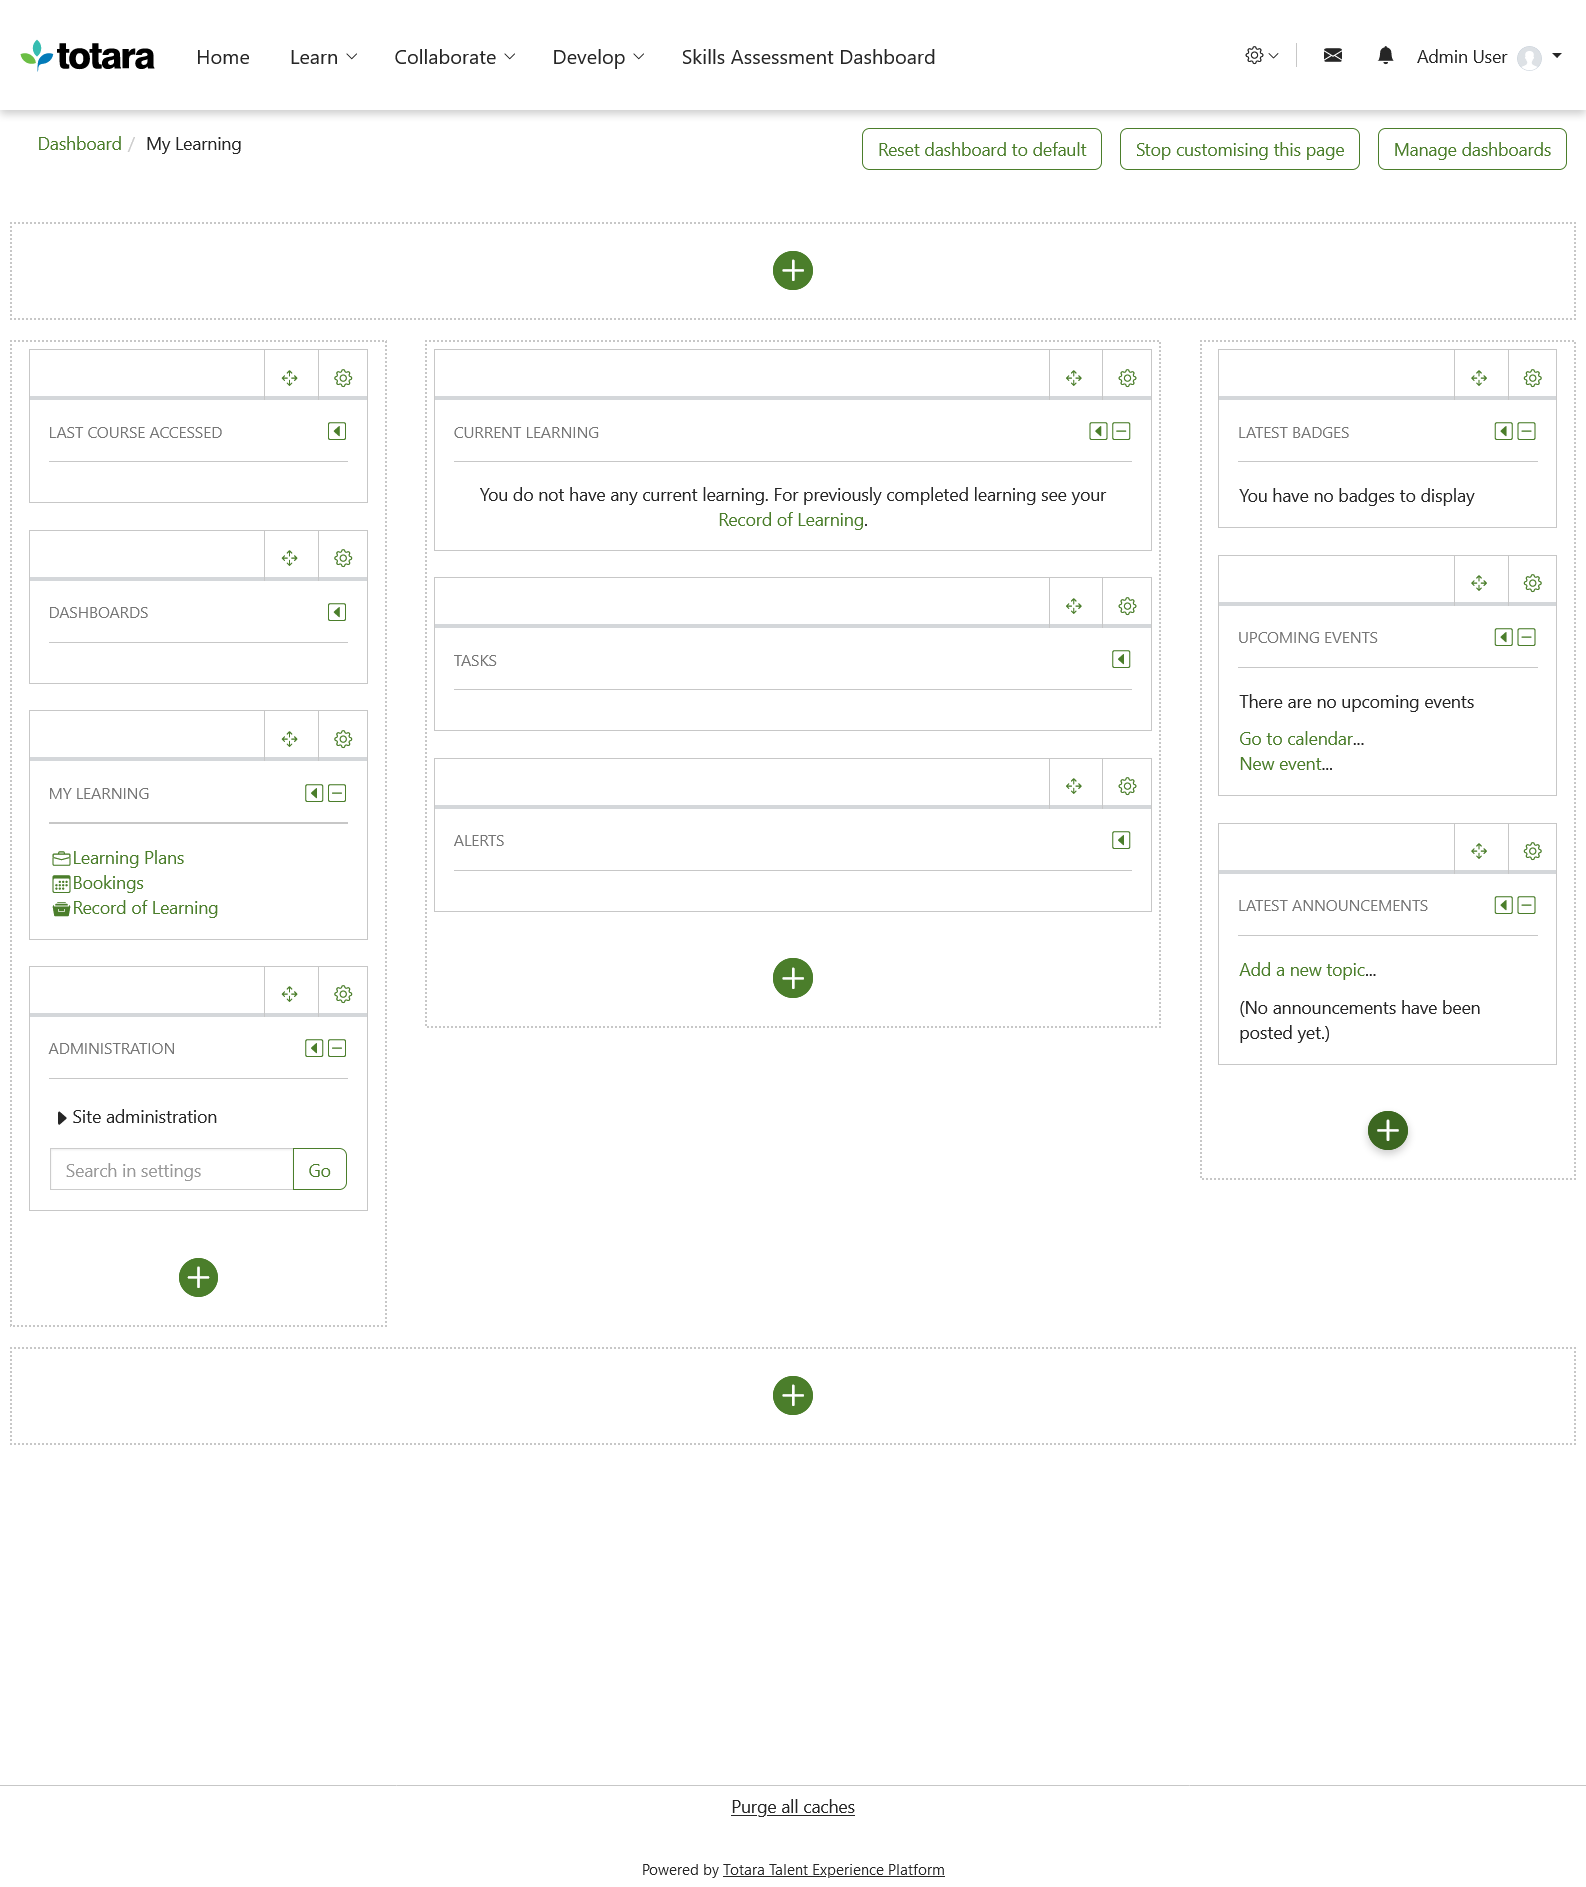 totara
Home
Learn
Collaborate
Develop
Skills Assessment Dashboard
Admin User
Dashboard / My Learning
Reset dashboard to default
Stop customising this page
Manage dashboards
LAST COURSE ACCESSED
DASHBOARDS
MY LEARNING
Learning Plans
Bookings
Record of Learning
ADMINISTRATION
Site administration
Search in settings
Go
CURRENT LEARNING
You do not have any current learning. For previously completed learning see your
Record of Learning.
TASKS
ALERTS
LATEST BADGES
You have no badges to display
UPCOMING EVENTS
There are no upcoming events
Go to calendar...
New event...
LATEST ANNOUNCEMENTS
Add a new topic...
(No announcements have been
posted yet.)
Purge all caches
Powered by Totara Talent Experience Platform